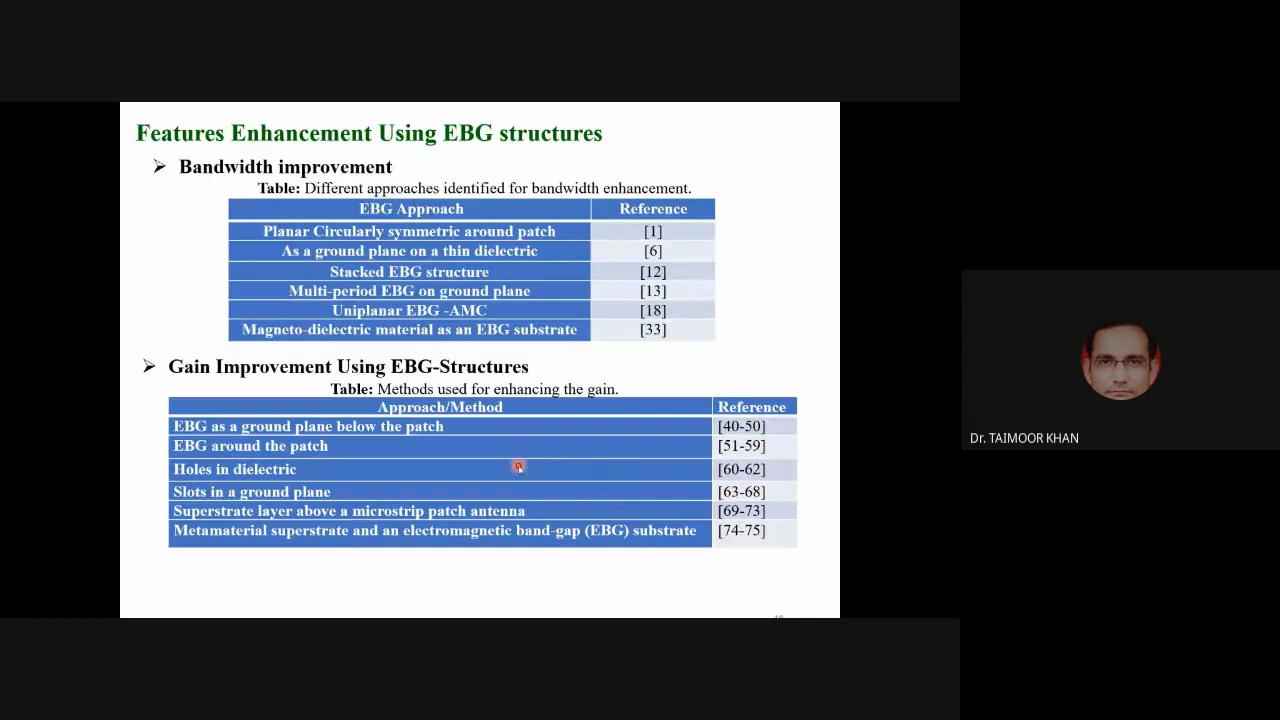 Features Enhancement Using EBG structures
➢ Bandwidth improvement
Table: Different approaches identified for bandwidth enhancement.
EBG Approach Reference
Planar Circularly symmetric around patch [1]
As a ground plane on a thin dielectric [6]
Stacked EBG structure [12]
Multi-period EBG on ground plane [13]
Uniplanar EBG -AMC [18]
Magneto-dielectric material as an EBG substrate [33]
➢ Gain Improvement Using EBG-Structures
Table: Methods used for enhancing the gain.
Approach/Method Reference
EBG as a ground plane below the patch [40-50]
EBG around the patch [51-59]
Holes in dielectric [60-62]
Slots in a ground plane [63-68]
Superstrate layer above a microstrip patch antenna [69-73]
Metamaterial superstrate and an electromagnetic band-gap (EBG) substrate [74-75]
Dr. TAIMOOR KHAN